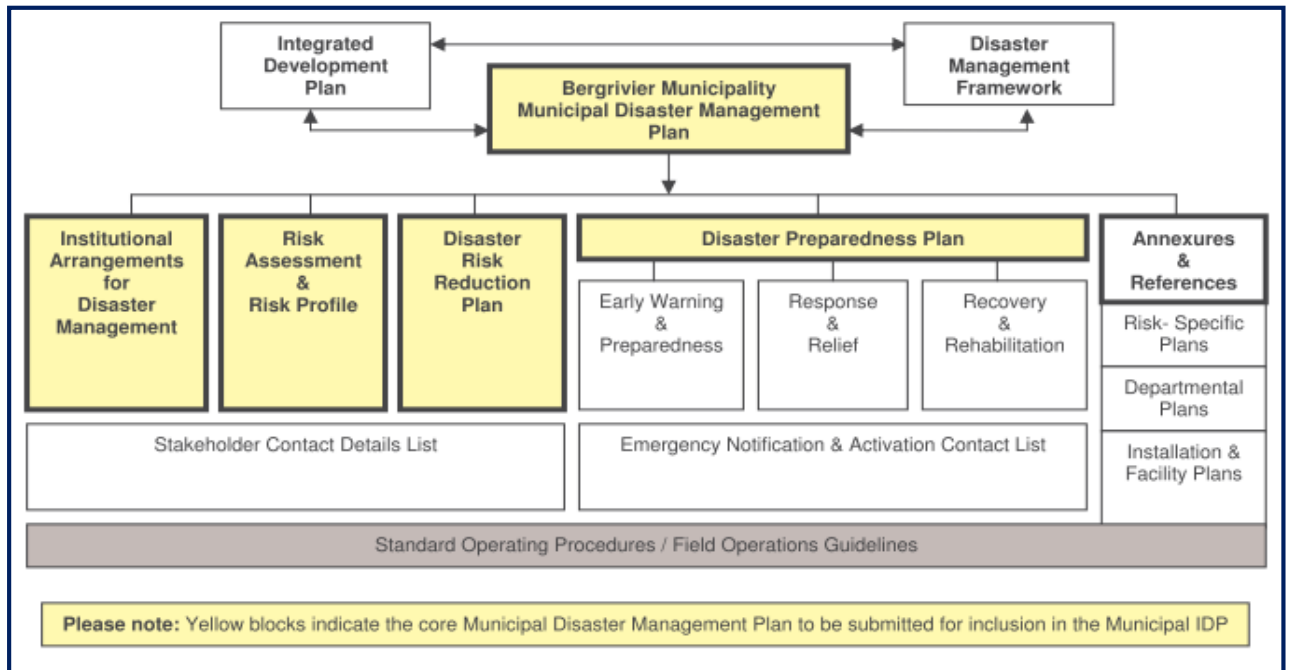 Integrated
Development
Plan
Disaster
Management
Framework
Bergrivier Municipality
Municipal Disaster Management
Plan
Institutional
Arrangements
for
Disaster
Management
Risk
Assessment
&
Risk Profile
Disaster
Risk
Reduction
Plan
Disaster Preparedness Plan
Early Warning
&
Preparedness
Response
&
Relief
Recovery
&
Rehabilitation
Annexures
&
References
Risk- Specific
Plans
Departmental
Plans
Installation &
Facility Plans
Stakeholder Contact Details List
Emergency Notification & Activation Contact List
Standard Operating Procedures / Field Operations Guidelines
Please note: Yellow blocks indicate the core Municipal Disaster Management Plan to be submitted for inclusion in the Municipal IDP